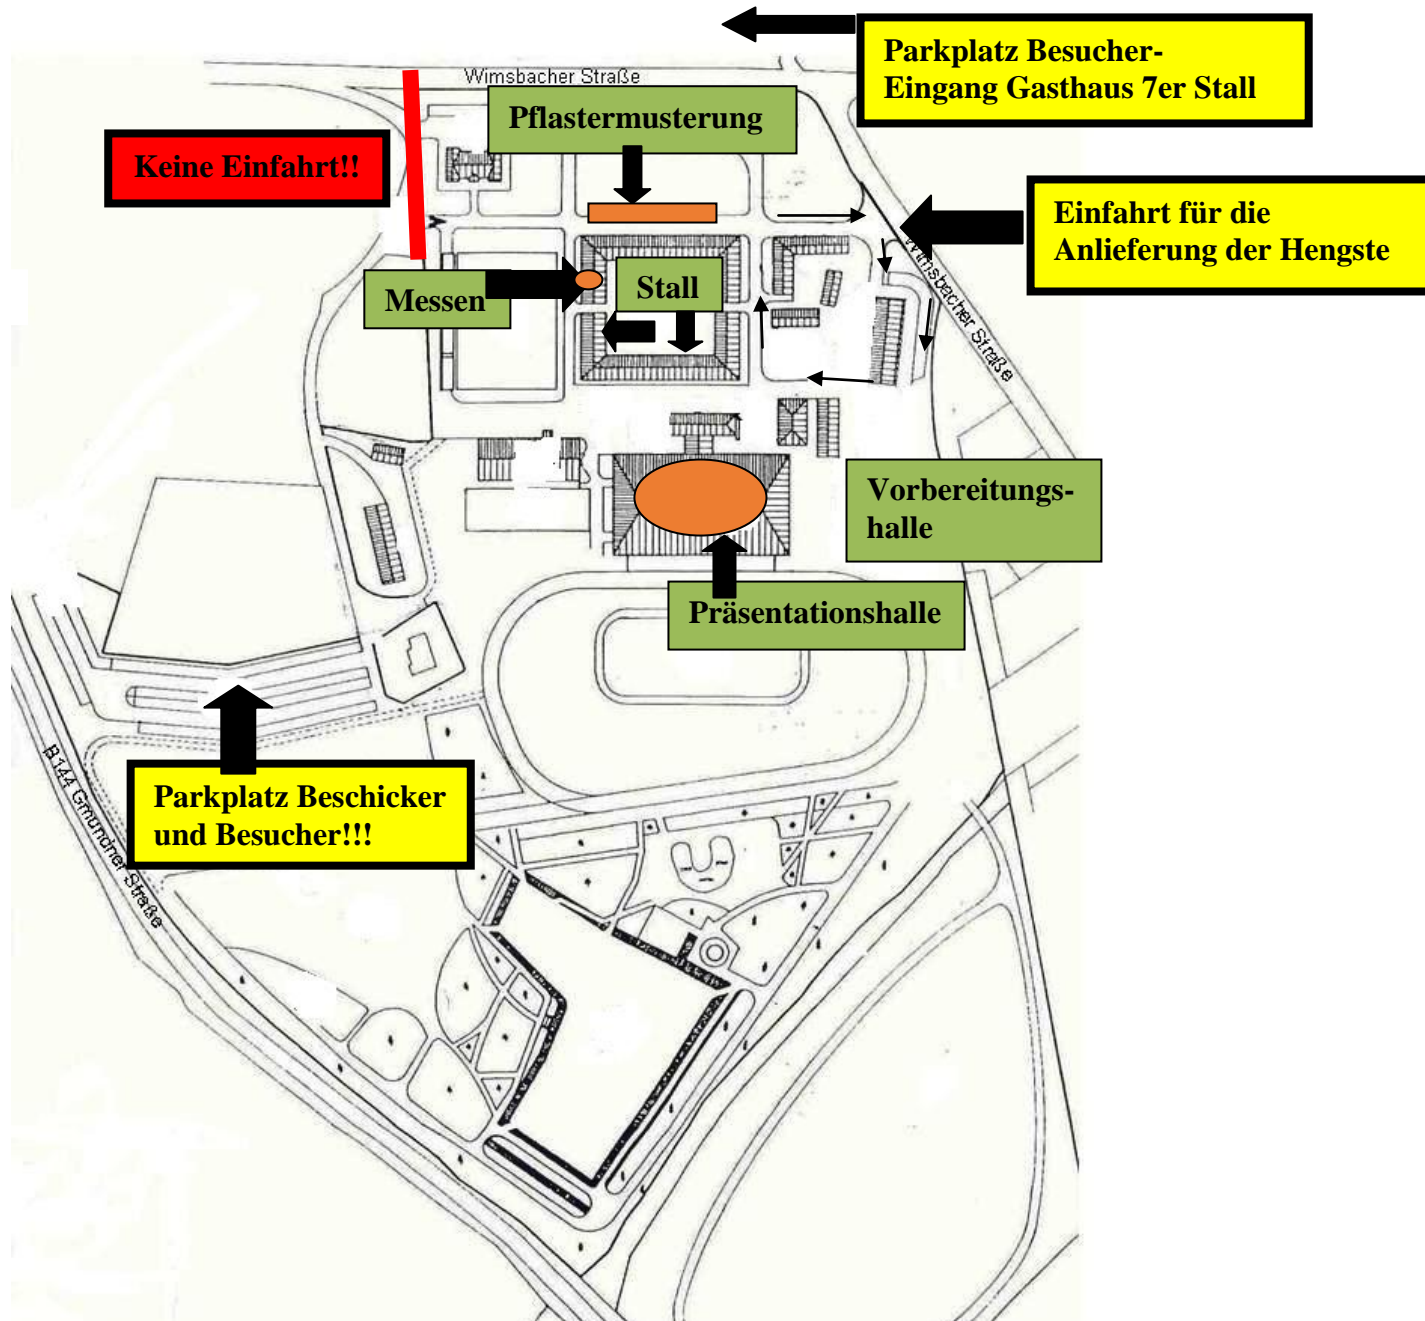 Parkplatz Besucher-
Eingang Gasthaus 7er Stall
Wimsbacher Straße
Pflastermusterung
Keine Einfahrt!!
Einfahrt für die
Anlieferung der Hengste
Wimsbacher Straße
Messen
Stall
Vorbereitungs-
halle
Präsentationshalle
B 144 Gmundner Straße
Parkplatz Beschicker
und Besucher!!!